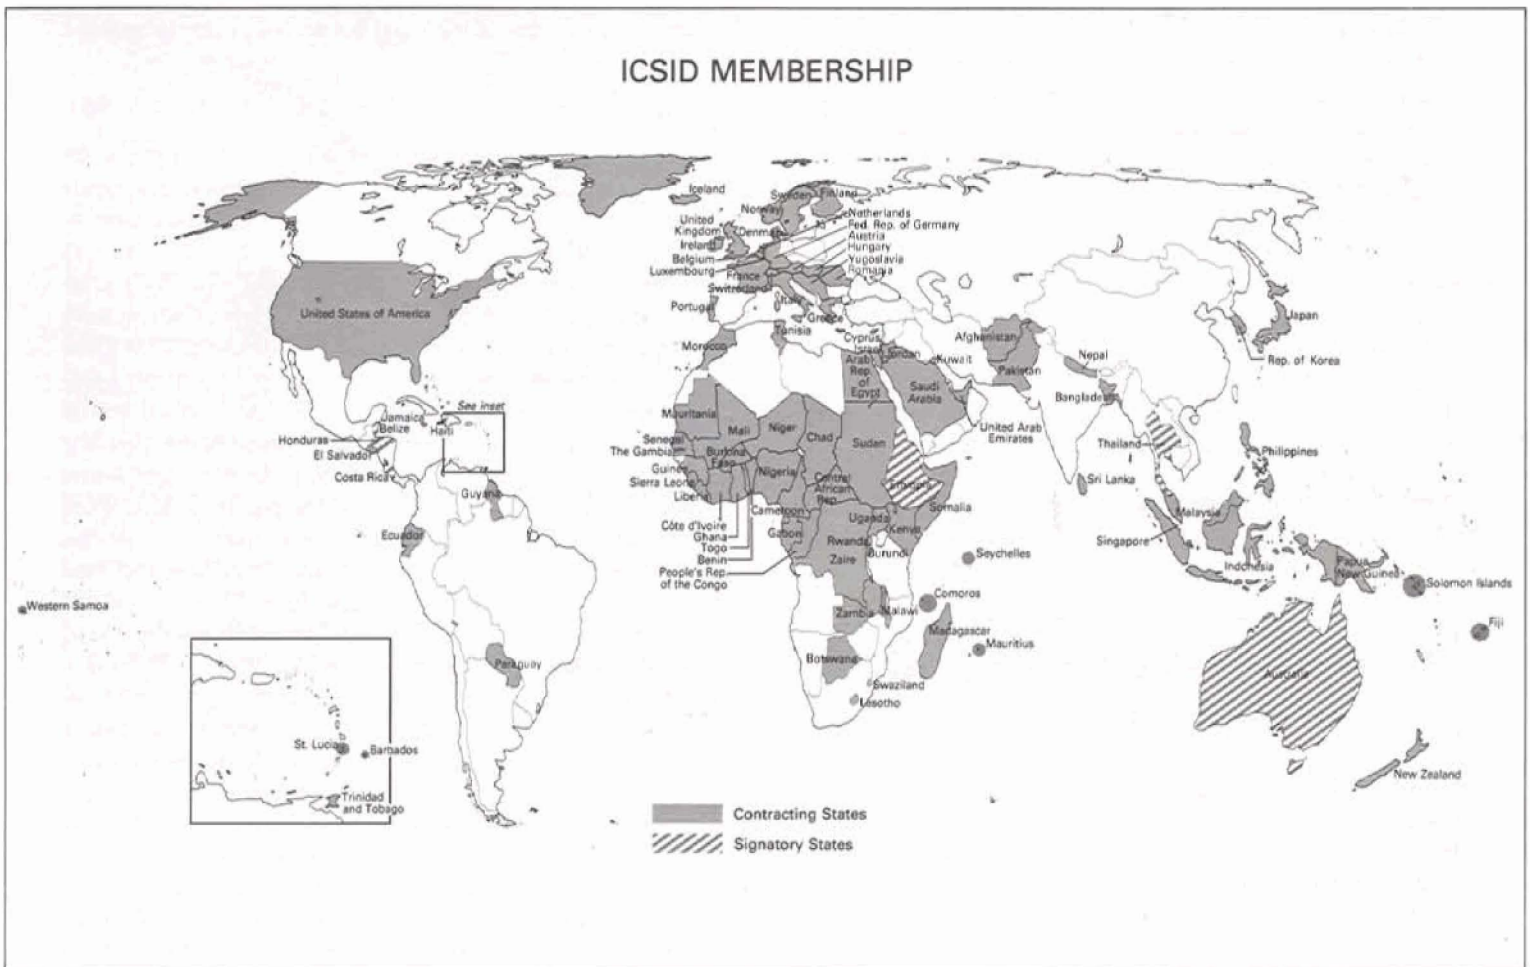 ICSID MEMBERSHIP
Iceland
Sweden
Finland
Norway
Netherlands
Fed. Rep. of Germany
Austria
Hungary
Yugoslavia
Romania
United
Kingdom
Denmark
Ireland
Belgium
Luxembourg
France
Switzerland
Portugal
Italy
Greece
Tunisia
Morocco
Cyprus
Israel
Jordan
Kuwait
Arab
Rep.
of
Egypt
Saudi
Arabia
United Arab
Emirates
Afghanistan
Pakistan
Nepal
Bangladesh
Japan
Rep. of Korea
Thailand
Philippines
Sri Lanka
Malaysia
Singapore
Indonesia
Papua
New Guinea
Solomon Islands
Fiji
Australia
New Zealand
United States of America
See inset
Jamaica
Belize
Haiti
Honduras
El Salvador
Costa Rica
Guyana
Ecuador
Paraguay
Western Samoa
St. Lucia
Barbados
Trinidad
and Tobago
Mauritania
Mali
Niger
Chad
Sudan
Senegal
The Gambia
Burkina
Faso
Guinea
Sierra Leone
Liberia
Nigeria
Central
African
Rep.
Ethiopia
Somalia
Cameroon
Uganda
Kenya
Côte d'Ivoire
Ghana
Togo
Benin
People's Rep.
of the Congo
Gabon
Rwanda
Burundi
Zaire
Seychelles
Comoros
Zambia
Malawi
Madagascar
Mauritius
Botswana
Swaziland
Lesotho
Contracting States
Signatory States